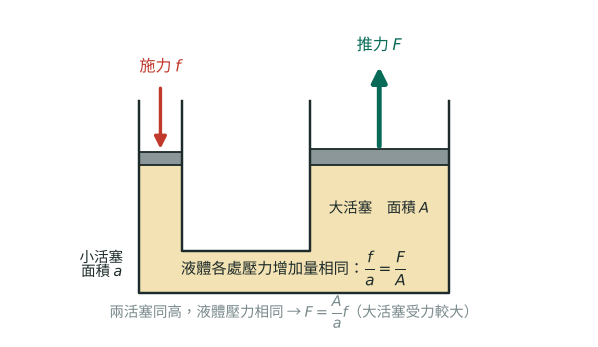 推力 F
施力 f
大活塞　面積 A
小活塞
面積 a
液體各處壓力增加量相同：f/a = F/A
兩活塞同高，液體壓力相同 → F = A/a f（大活塞受力較大）